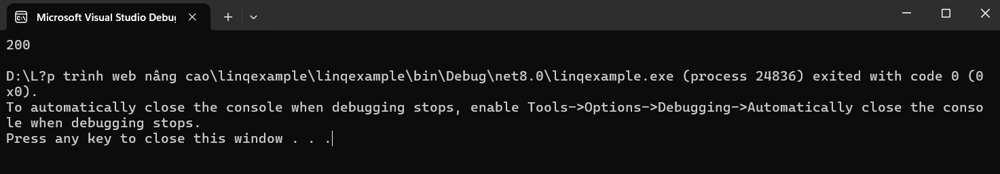 Microsoft Visual Studio Debug
200
D:\L?p trình web nâng cao\linqexample\linqexample\bin\Debug\net8.0\linqexample.exe (process 24836) exited with code 0 (0
x0).
To automatically close the console when debugging stops, enable Tools->Options->Debugging->Automatically close the conso
le when debugging stops.
Press any key to close this window . . .